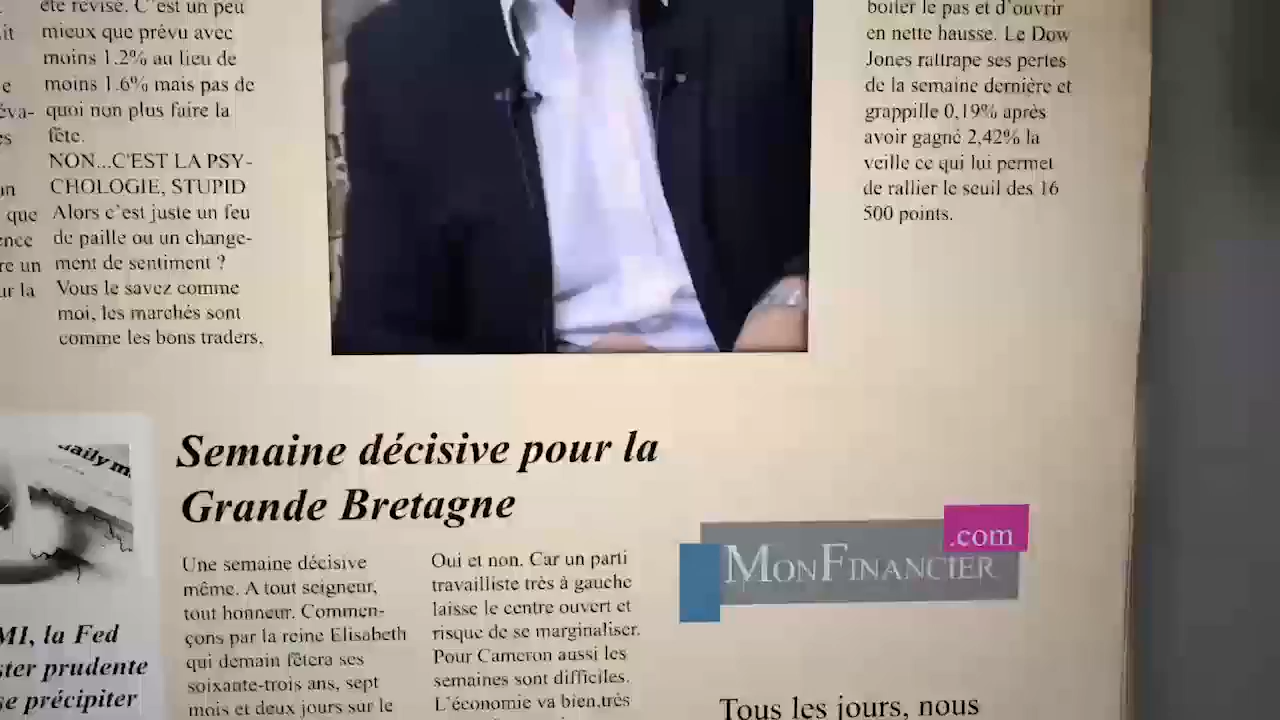 été révisé. C'est un peu
mieux que prévu avec
moins 1.2% au lieu de
moins 1.6% mais pas de
quoi non plus faire la
fête.
NON...C'EST LA PSY-
CHOLOGIE, STUPID
Alors c'est juste un feu
de paille ou un change-
ment de sentiment ?
Vous le savez comme
moi, les marchés sont
comme les bons traders,
que
re un
ur la
boîter le pas et d'ouvrir
en nette hausse. Le Dow
Jones rattrape ses pertes
de la semaine dernière et
grappille 0,19% après
avoir gagné 2,42% la
veille ce qui lui permet
de rallier le seuil des 16
500 points.
daily m
MI, la Fed
ster prudente
se précipiter
Semaine décisive pour la
Grande Bretagne
Une semaine décisive
même. A tout seigneur,
tout honneur. Commen-
çons par la reine Elisabeth
qui demain fêtera ses
soixante-trois ans, sept
mois et deux jours sur le
Oui et non. Car un parti
travailliste très à gauche
laisse le centre ouvert et
risque de se marginaliser.
Pour Cameron aussi les
semaines sont difficiles.
L'économie va bien,très
.com
MONFINANCIER
Tous les jours, nous